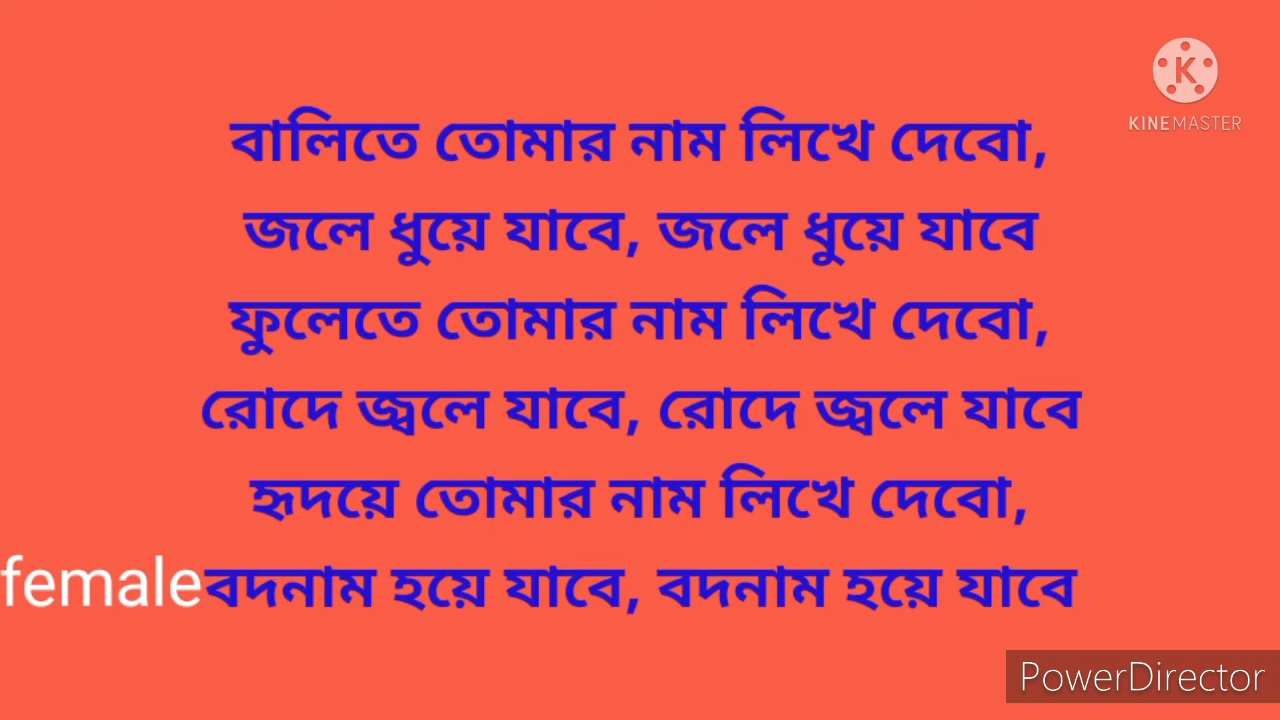 K
KINEMASTER
বালিতে তোমার নাম লিখে দেবো,
জলে ধুয়ে যাবে, জলে ধুয়ে যাবে
ফুলেতে তোমার নাম লিখে দেবো,
রোদে জ্বলে যাবে, রোদে জ্বলে যাবে
হৃদয়ে তোমার নাম লিখে দেবো,
female বদনাম হয়ে যাবে, বদনাম হয়ে যাবে
PowerDirector